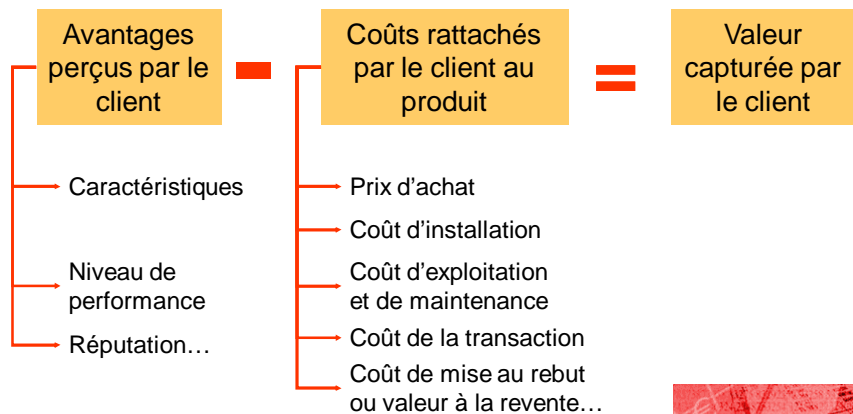 Avantages
perçus par le
client
Coûts rattachés
par le client au
produit
Valeur
capturée par
le client
Caractéristiques
Niveau de
performance
Réputation…
Prix d’achat
Coût d’installation
Coût d’exploitation
et de maintenance
Coût de la transaction
Coût de mise au rebut
ou valeur à la revente…